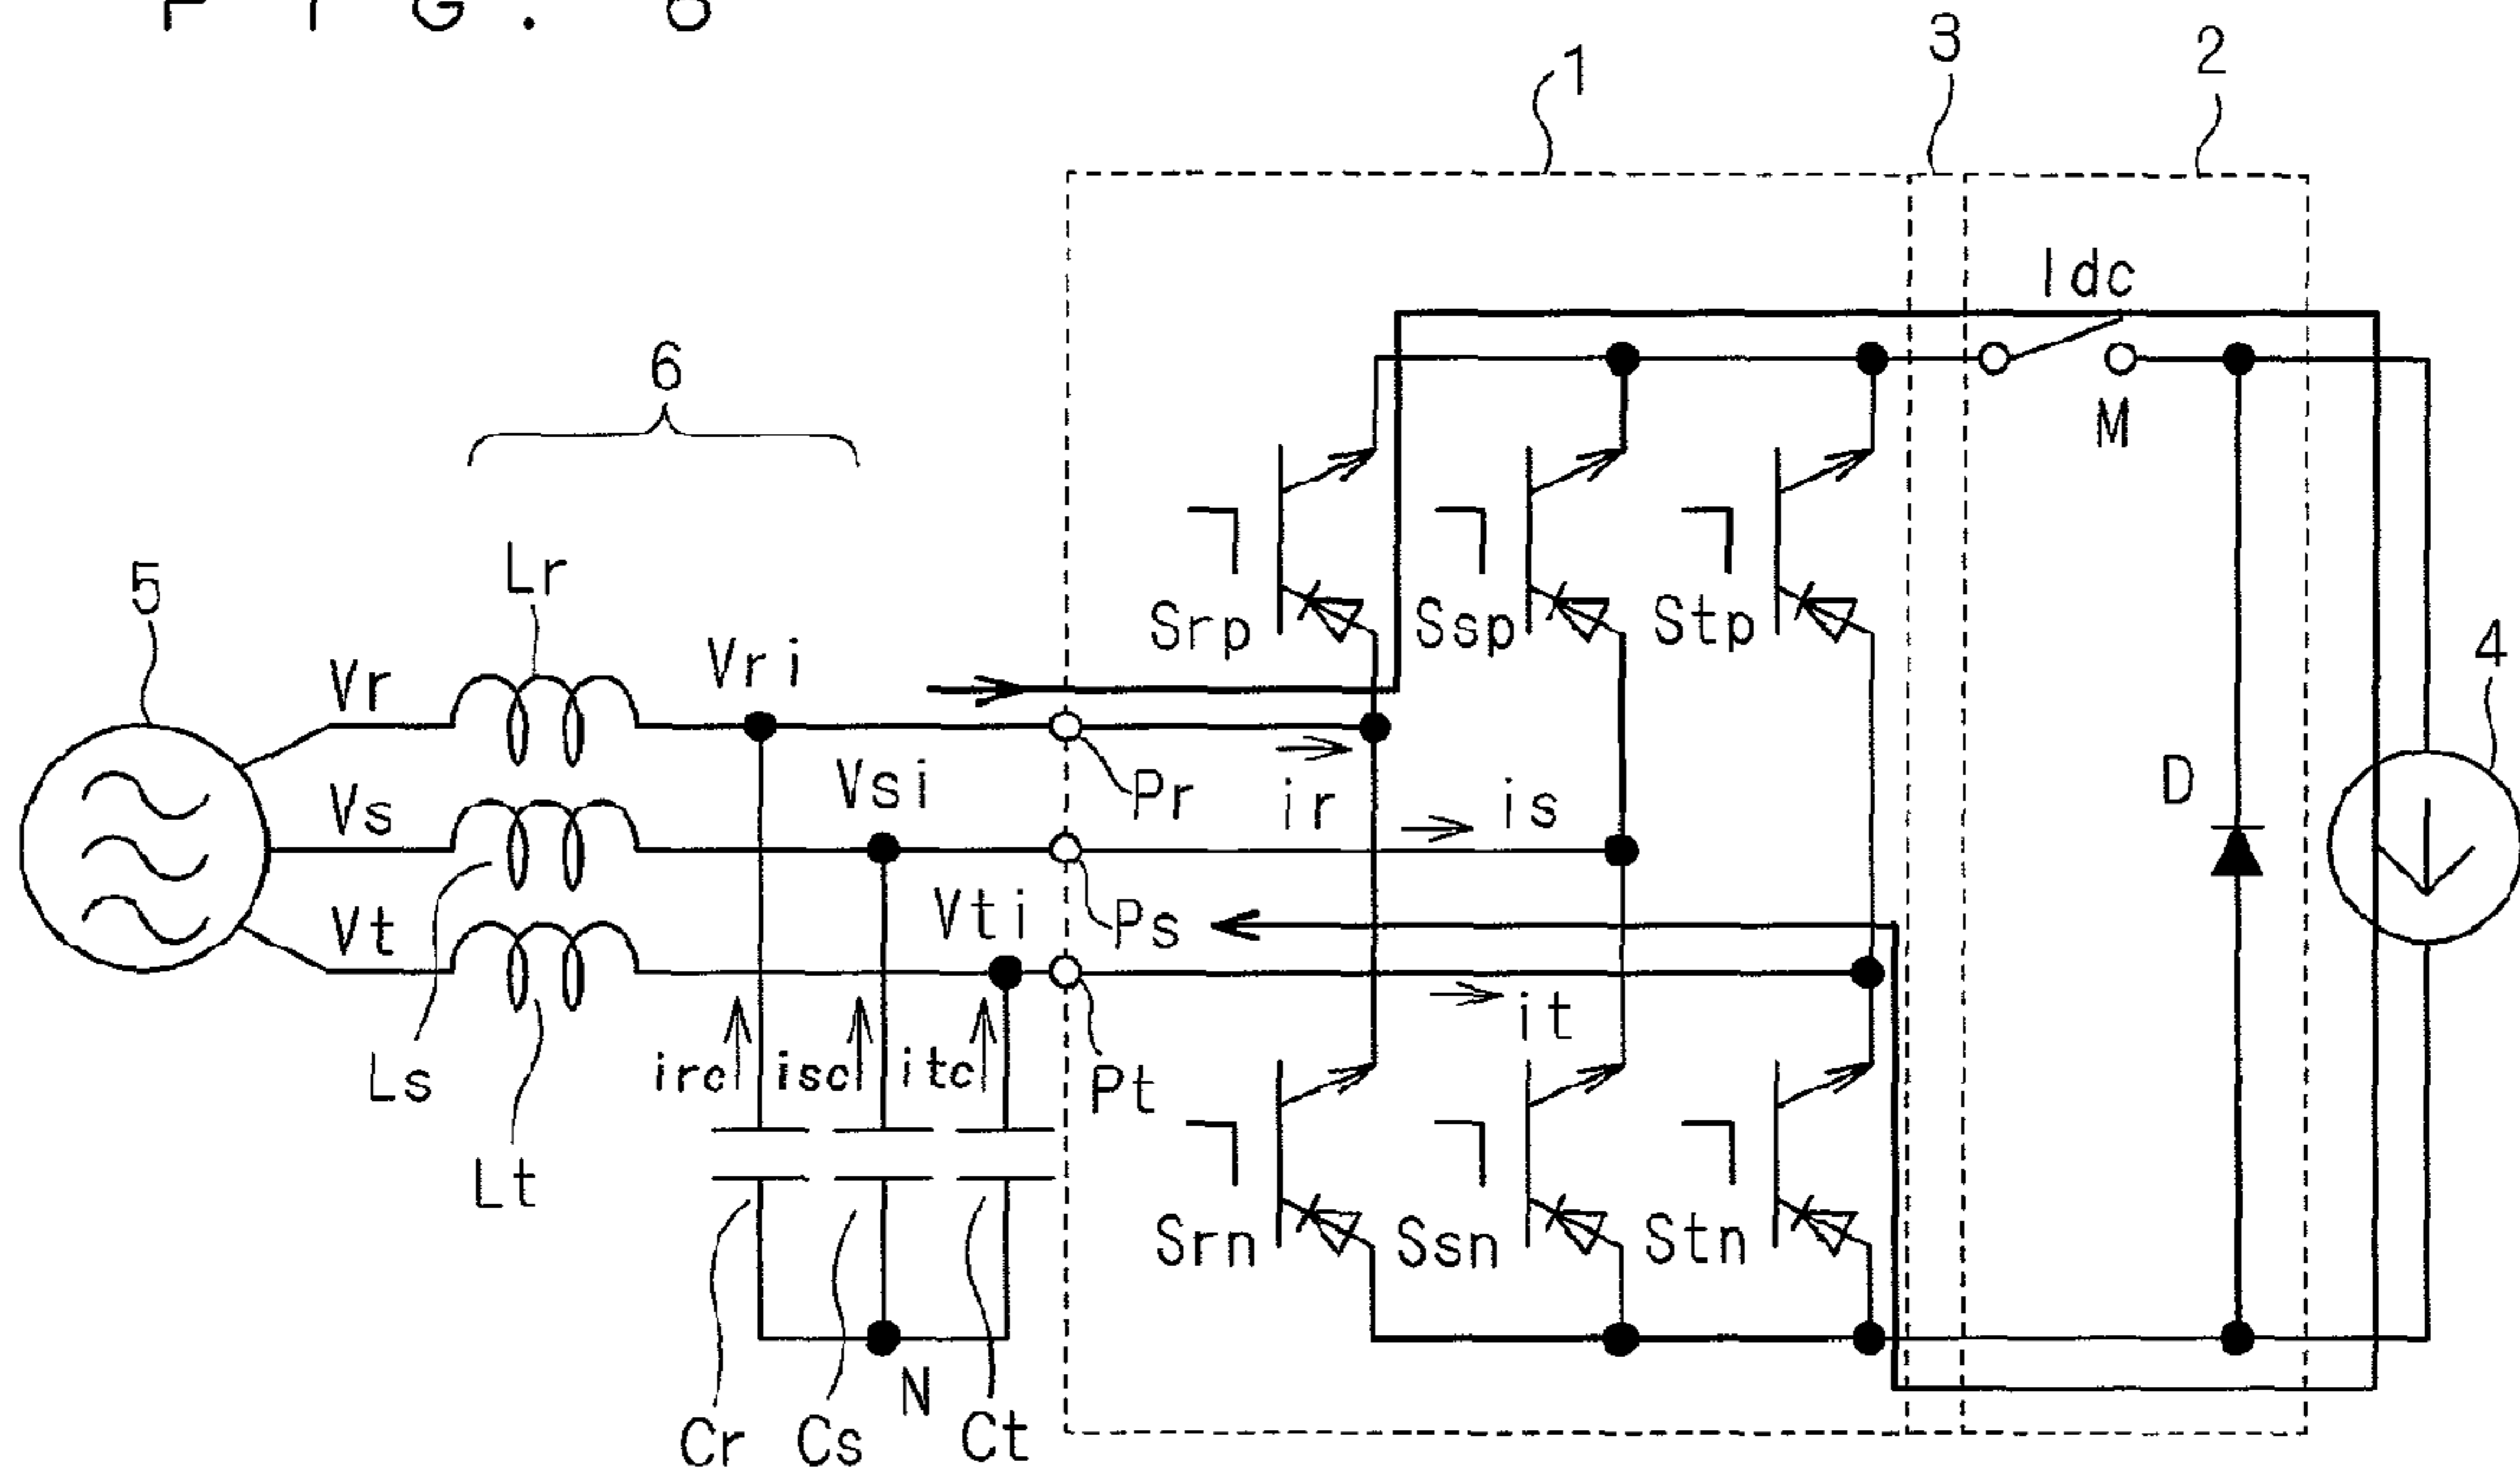 1
3
2
Idc
6
M
Lr
5
Srp
Ssp
Stp
4
Vr
Vri
Vs
Vsi
Pr
ir
is
D
Vt
Vti
Ps
it
Ls
irc
isc
itc
Pt
Lt
Srn
Ssn
Stn
N
Cr
Cs
Ct